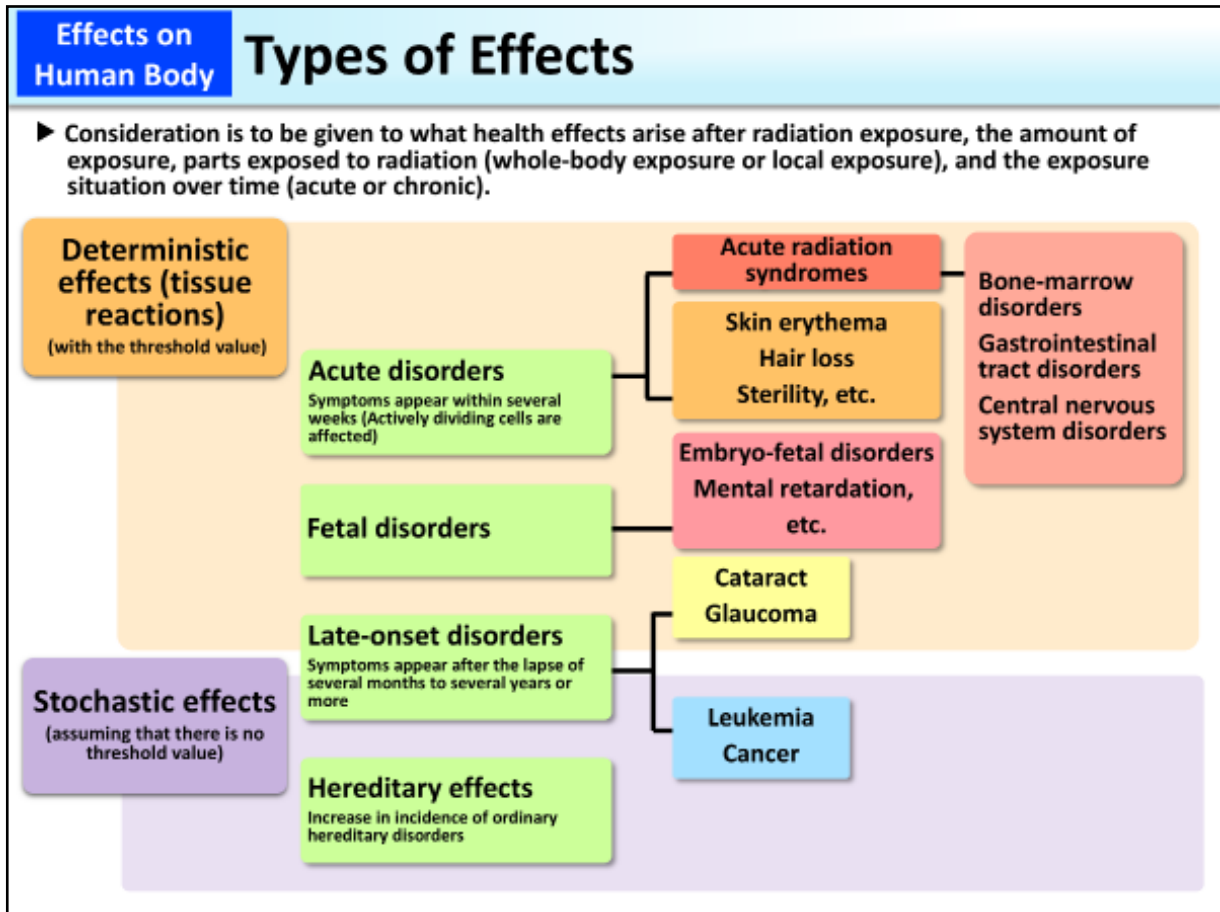 Effects on
Human Body
Types of Effects
▶ Consideration is to be given to what health effects arise after radiation exposure, the amount of
exposure, parts exposed to radiation (whole-body exposure or local exposure), and the exposure
situation over time (acute or chronic).
Deterministic
effects (tissue
reactions)
(with the threshold value)
Acute disorders
Symptoms appear within several
weeks (Actively dividing cells are
affected)
Acute radiation
syndromes
Skin erythema
Hair loss
Sterility, etc.
Bone-marrow
disorders
Gastrointestinal
tract disorders
Central nervous
system disorders
Fetal disorders
Embryo-fetal disorders
Mental retardation,
etc.
Late-onset disorders
Symptoms appear after the lapse of
several months to several years or
more
Cataract
Glaucoma
Stochastic effects
(assuming that there is no
threshold value)
Leukemia
Cancer
Hereditary effects
Increase in incidence of ordinary
hereditary disorders